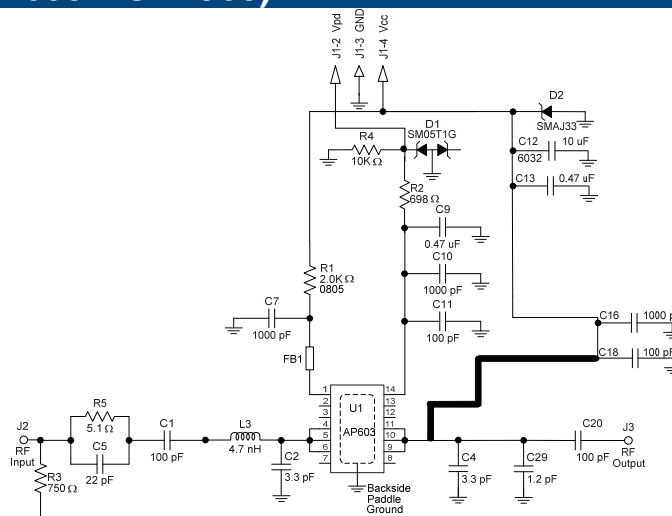 J1-2 Vpd
J1-3 GND
J1-4 Vcc
D2
SMAJ33
D1
SM05T1G
R4
10K Ω
C12
6032
10 uF
C13
0.47 uF
R2
698 Ω
C9
0.47 uF
C10
1000 pF
C11
100 pF
R1
2.0K Ω
0805
C7
1000 pF
FB1
C16
1000 p
C18
100 pF
1
2
3
4
5
6
7
14
13
12
11
10
9
8
U1
AP603
Backside
Paddle
Ground
J2
RF
Input
R3
750 Ω
R5
5.1 Ω
C5
22 pF
C1
100 pF
L3
4.7 nH
C2
3.3 pF
C4
3.3 pF
C29
1.2 pF
C20
100 pF
J3
RF
Output